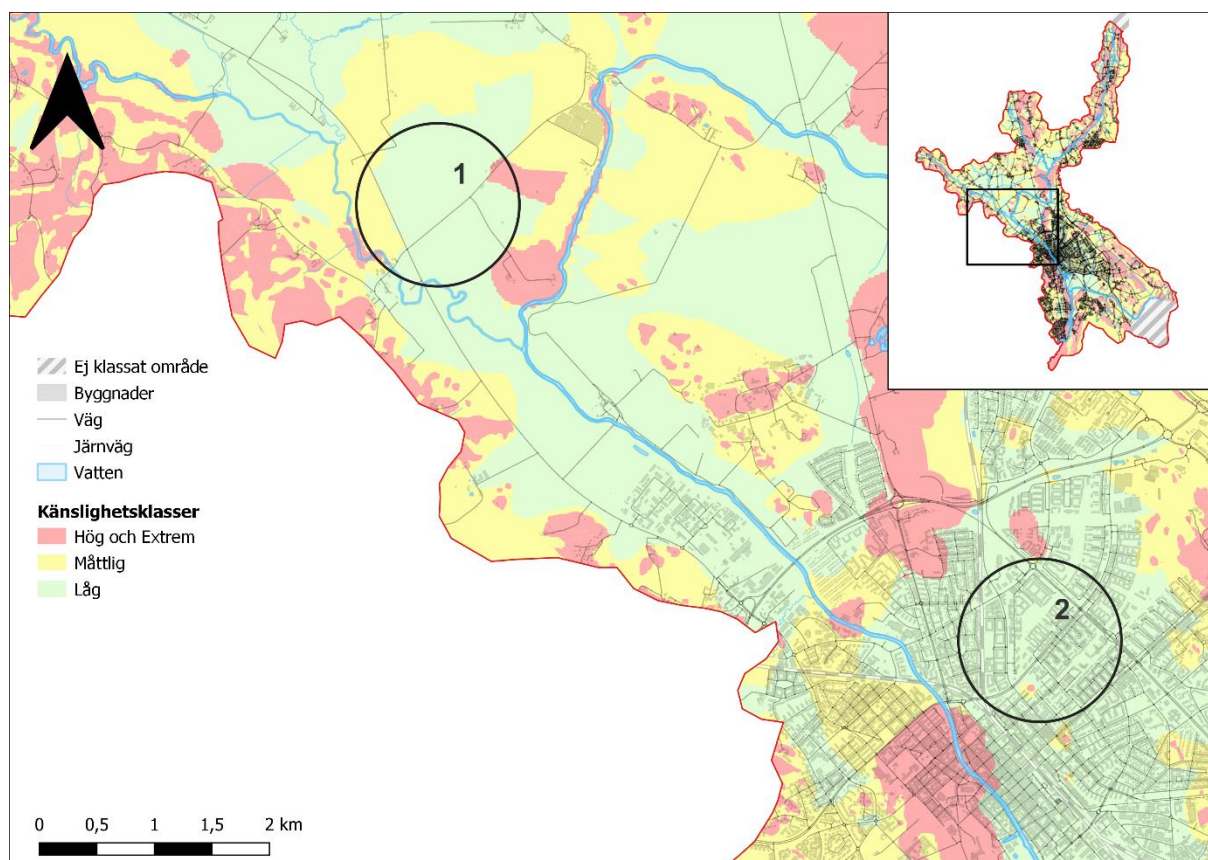 1
2
Ej klassat område
Byggnader
Väg
Järnväg
Vatten
Känslighetsklasser
Hög och Extrem
Måttlig
Låg
0 0,5 1 1,5 2 km